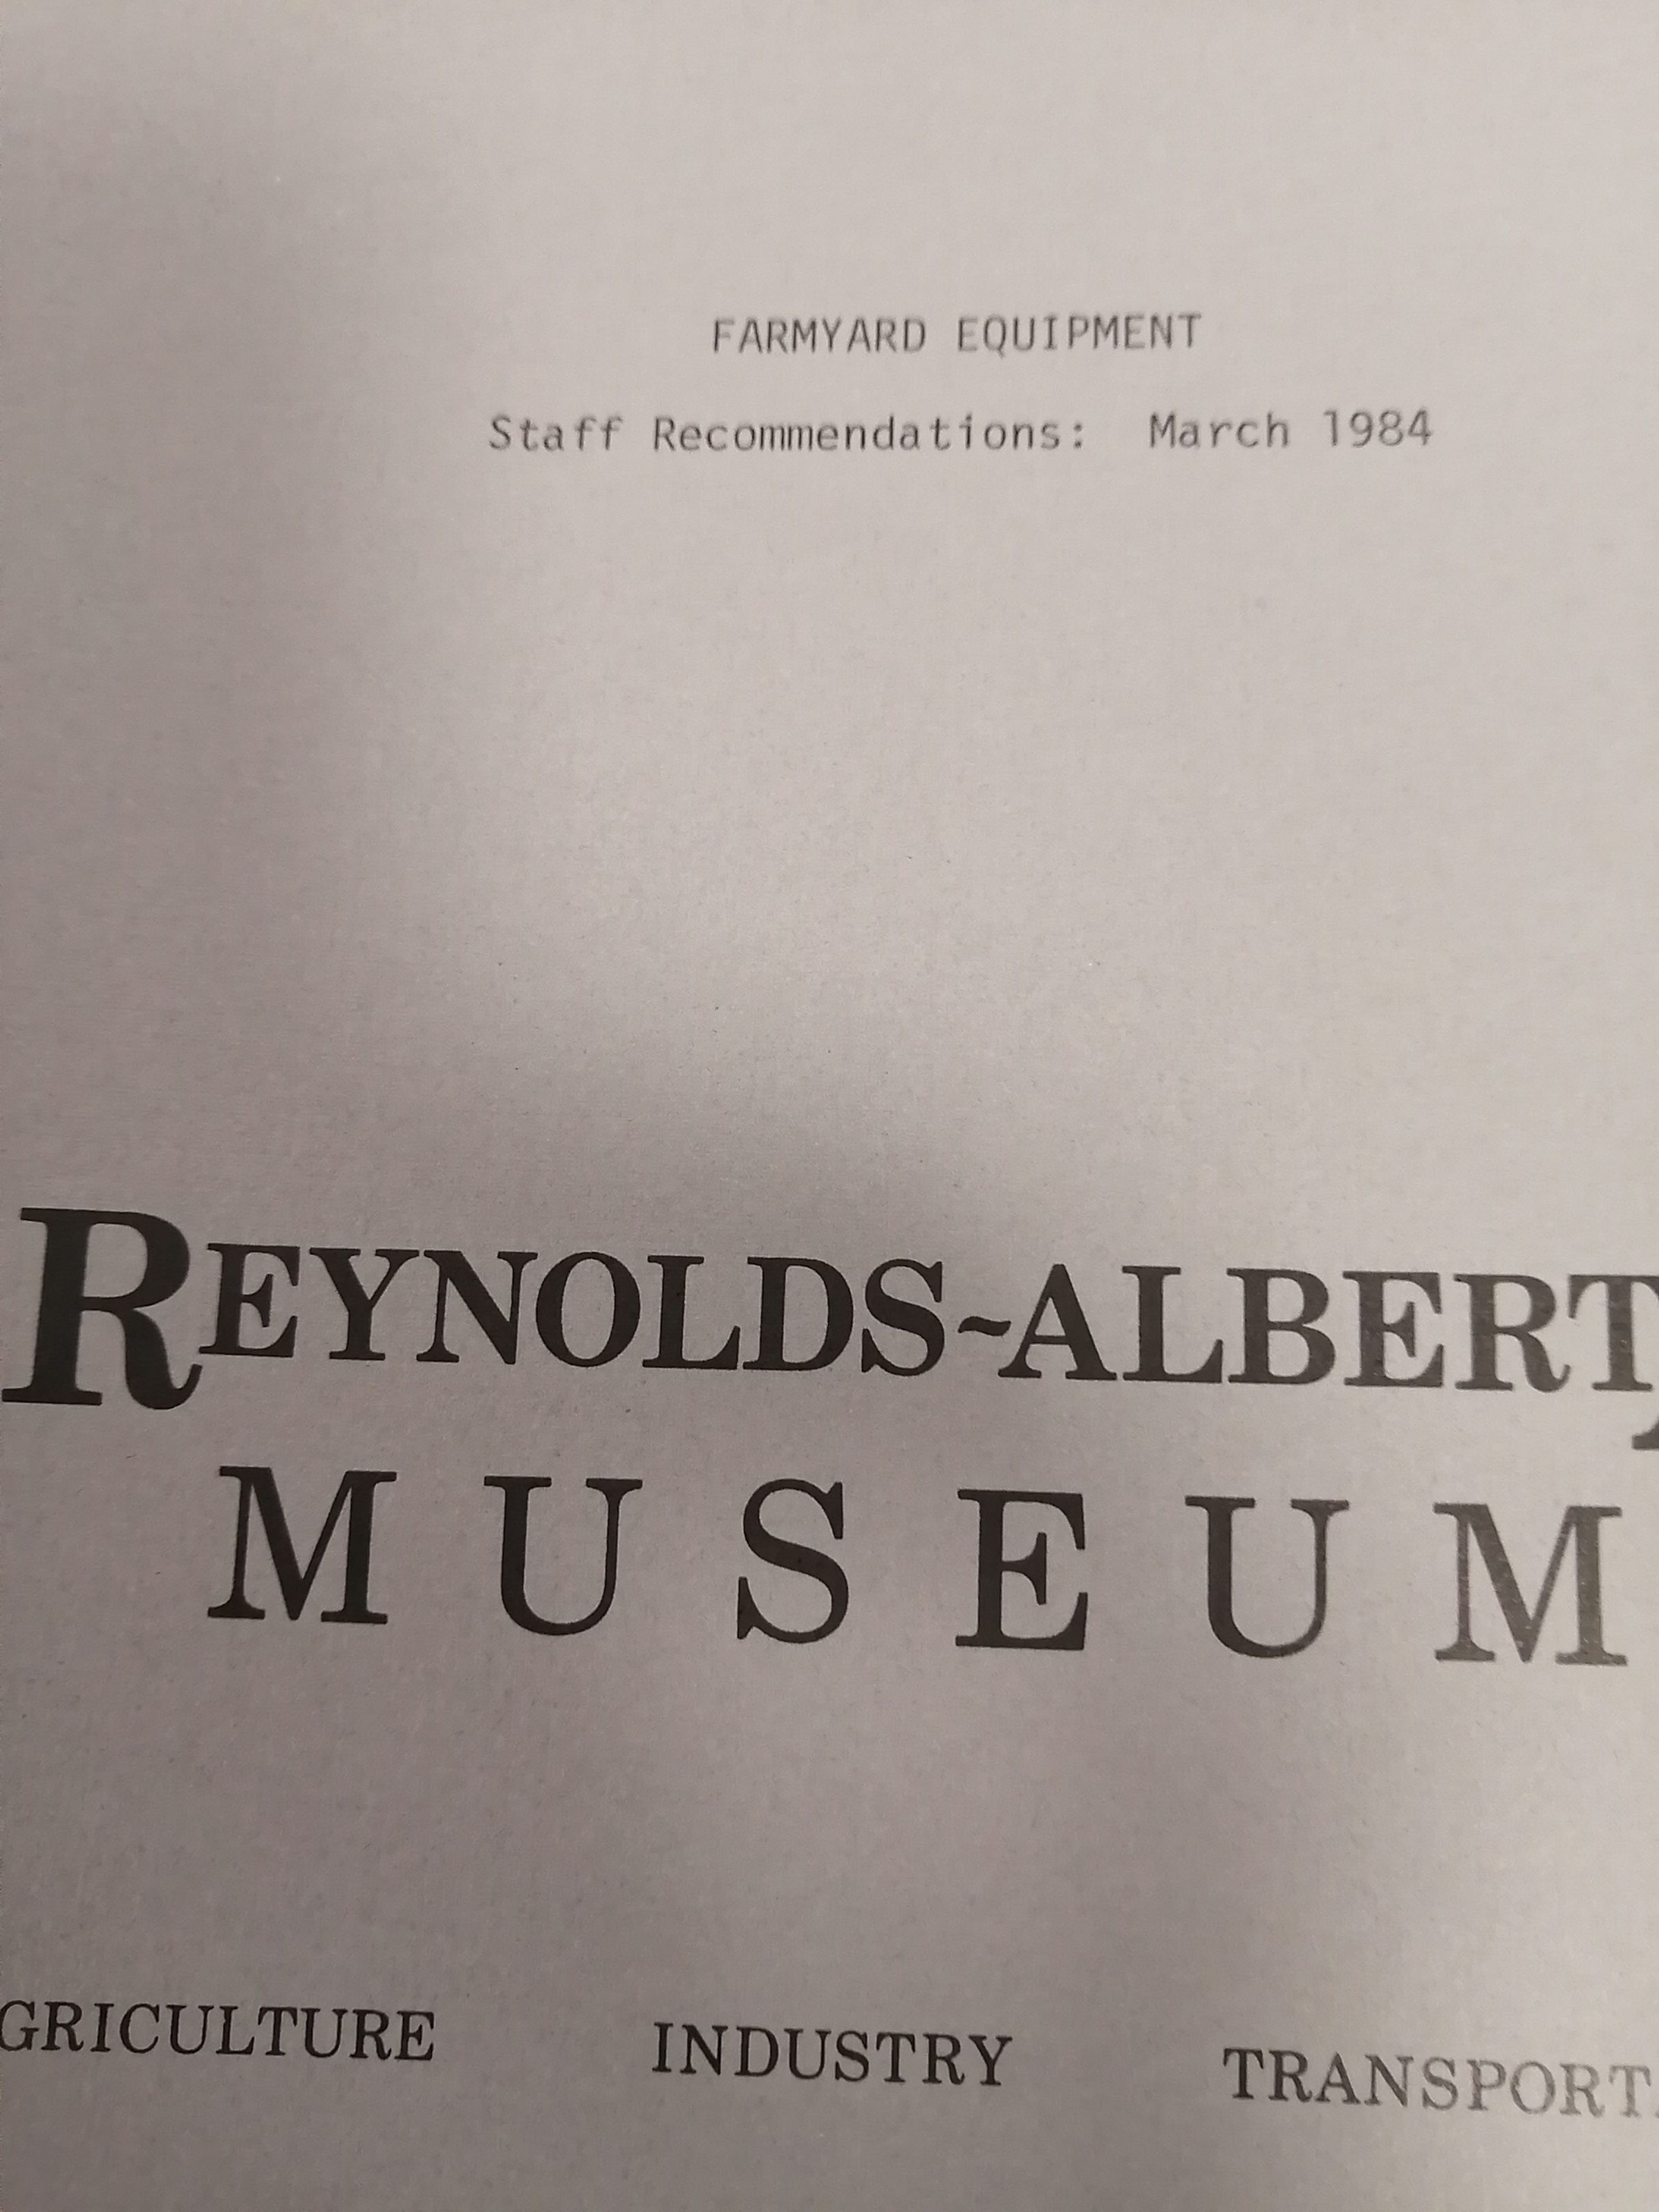 FARMYARD EQUIPMENT
Staff Recommendations: March 1984
REYNOLDS~ALBERT
MUSEUM
GRICULTURE INDUSTRY TRANSPORT